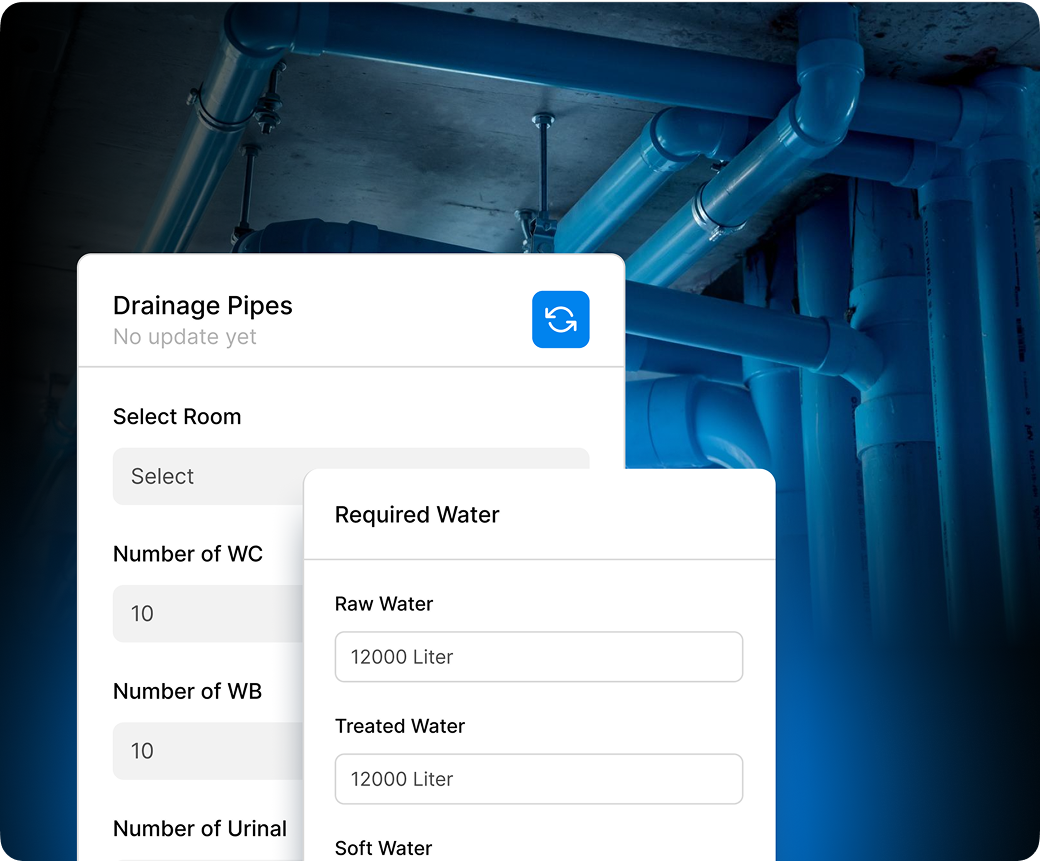 Drainage Pipes
No update yet
Select Room
Select
Number of WC
10
Number of WB
10
Number of Urinal
Required Water
Raw Water
12000 Liter
Treated Water
12000 Liter
Soft Water